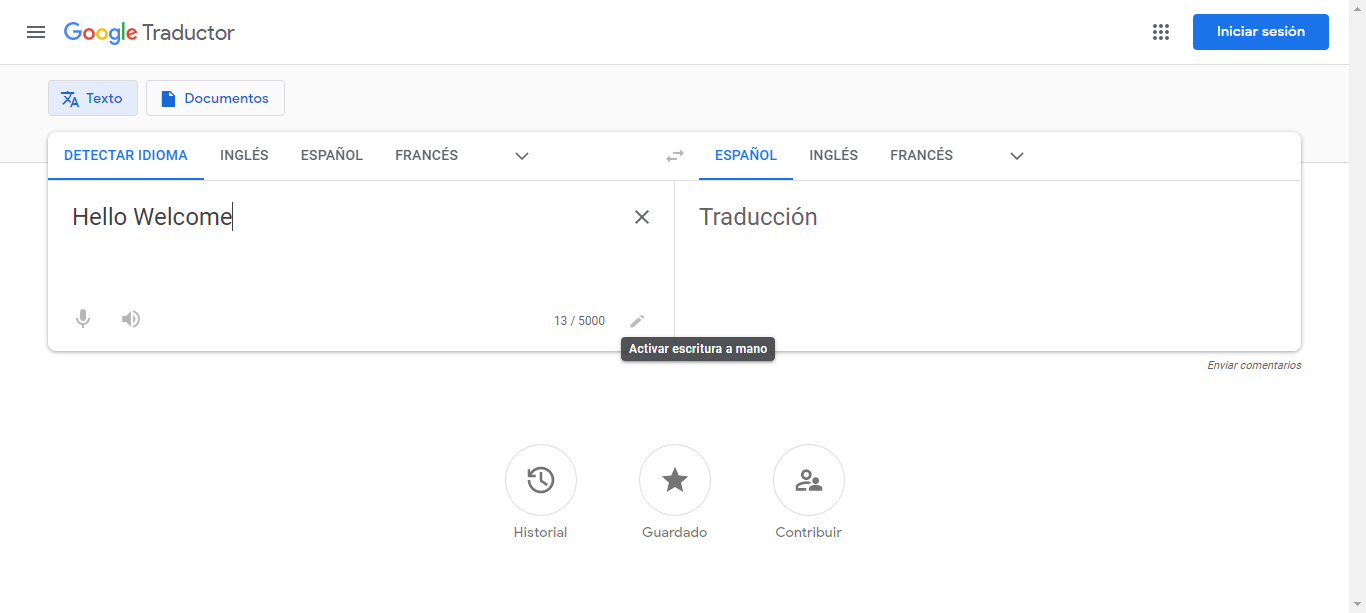 Google Traductor
Iniciar sesión
Texto
Documentos
DETECTAR IDIOMA INGLÉS ESPAÑOL FRANCÉS
ESPAÑOL INGLÉS FRANCÉS
Hello Welcome
Traducción
13 / 5000
Activar escritura a mano
Enviar comentarios
Historial
Guardado
Contribuir